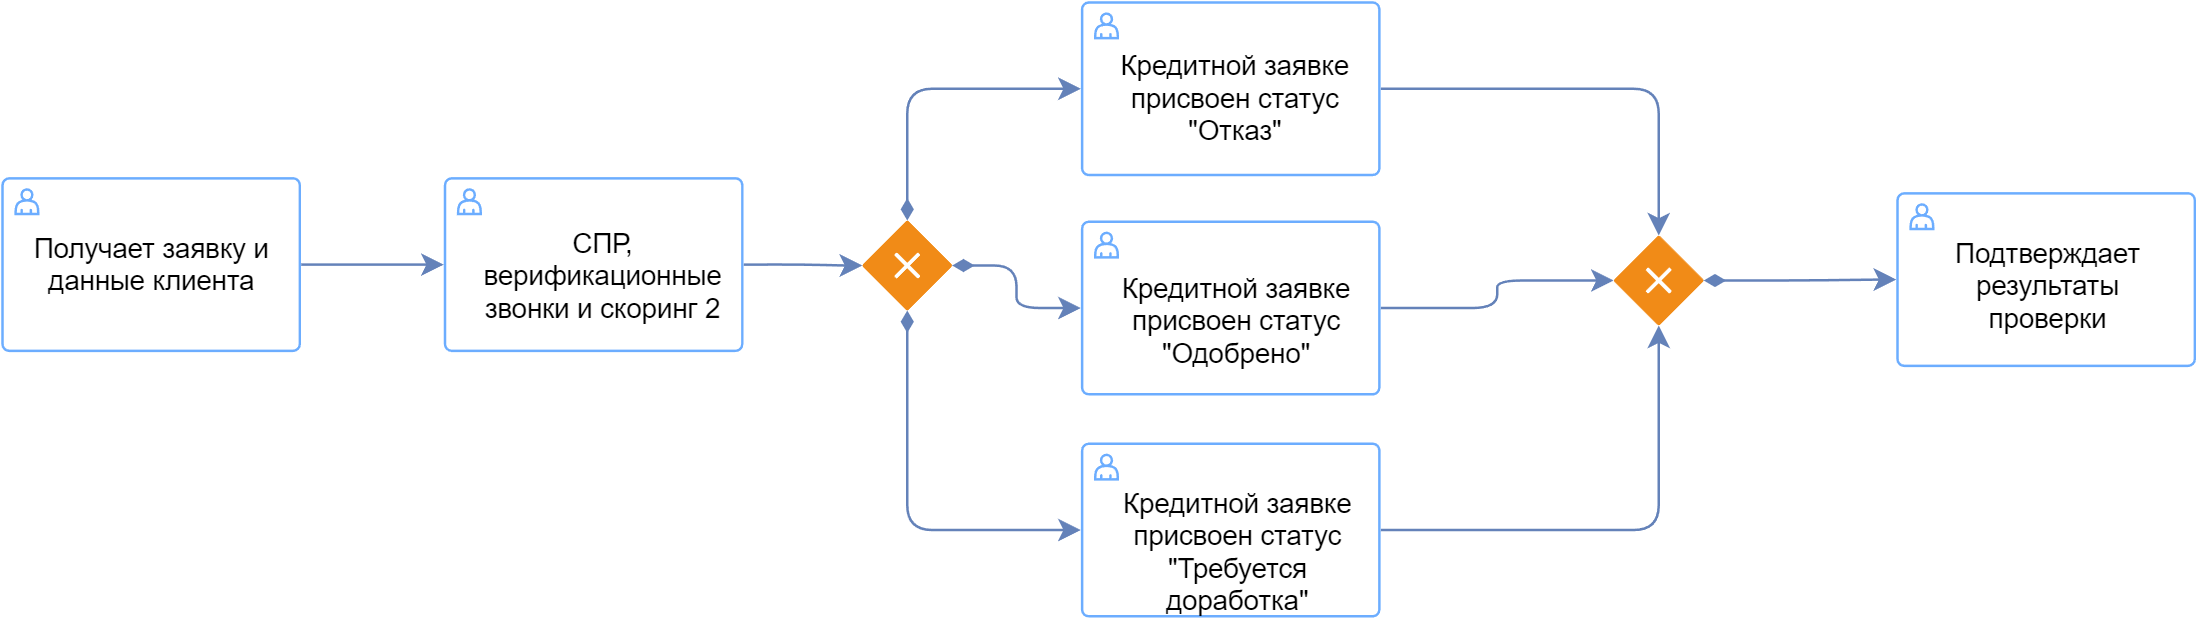 Получает заявку и
данные клиента
СПР,
верификационные
звонки и скоринг 2
Кредитной заявке
присвоен статус
"Отказ"
Кредитной заявке
присвоен статус
"Одобрено"
Кредитной заявке
присвоен статус
"Требуется
доработка"
Подтверждает
результаты
проверки